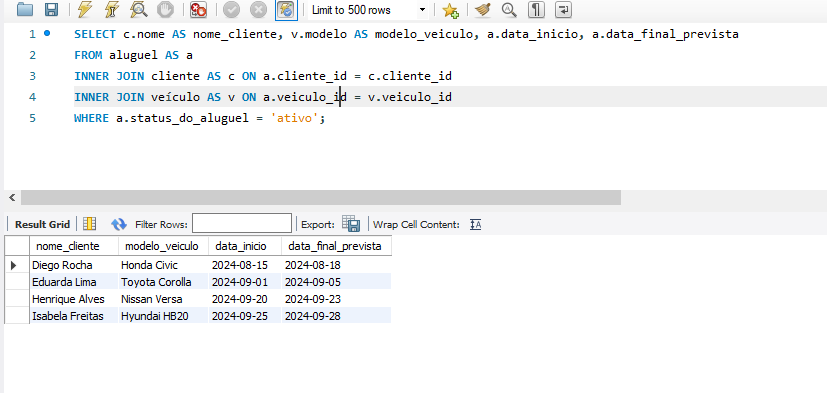 Limit to 500 rows
1 SELECT c.nome AS nome_cliente, v.modelo AS modelo_veiculo, a.data_inicio, a.data_final_prevista
2 FROM aluguel AS a
3 INNER JOIN cliente AS c ON a.cliente_id = c.cliente_id
4 INNER JOIN veículo AS v ON a.veiculo_id = v.veiculo_id
5 WHERE a.status_do_aluguel = 'ativo';
Result Grid Filter Rows: Export: Wrap Cell Content:
nome_cliente modelo_veiculo data_inicio data_final_prevista
Diego Rocha Honda Civic 2024-08-15 2024-08-18
Eduarda Lima Toyota Corolla 2024-09-01 2024-09-05
Henrique Alves Nissan Versa 2024-09-20 2024-09-23
Isabela Freitas Hyundai HB20 2024-09-25 2024-09-28